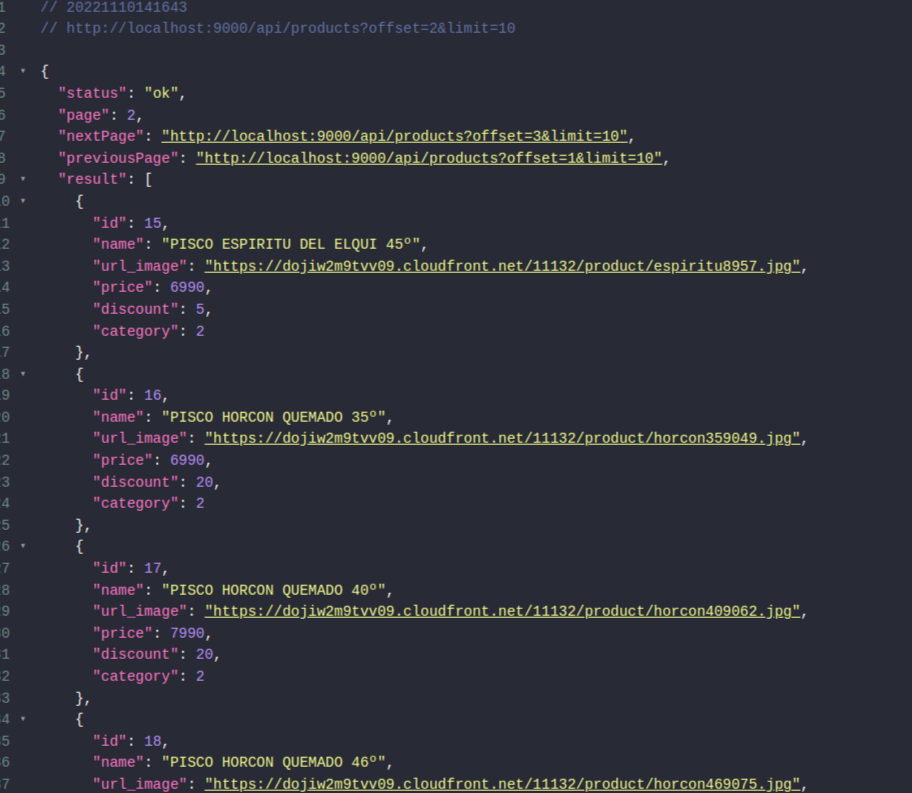 1 // 20221110141643
2 // http://localhost:9000/api/products?offset=2&limit=10
3
4 {
5 "status": "ok",
6 "page": 2,
7 "nextPage": "http://localhost:9000/api/products?offset=3&limit=10",
8 "previousPage": "http://localhost:9000/api/products?offset=1&limit=10",
9 "result": [
0 {
1 "id": 15,
2 "name": "PISCO ESPIRITU DEL ELQUI 45º",
3 "url_image": "https://dojiw2m9tvv09.cloudfront.net/11132/product/espiritu8957.jpg",
4 "price": 6990,
5 "discount": 5,
6 "category": 2
7 },
8 {
9 "id": 16,
0 "name": "PISCO HORCON QUEMADO 35º",
1 "url_image": "https://dojiw2m9tvv09.cloudfront.net/11132/product/horcon359049.jpg",
2 "price": 6990,
3 "discount": 20,
4 "category": 2
5 },
6 {
7 "id": 17,
8 "name": "PISCO HORCON QUEMADO 40º",
9 "url_image": "https://dojiw2m9tvv09.cloudfront.net/11132/product/horcon409062.jpg",
0 "price": 7990,
1 "discount": 20,
2 "category": 2
3 },
4 {
5 "id": 18,
6 "name": "PISCO HORCON QUEMADO 46º",
7 "url_image": "https://dojiw2m9tvv09.cloudfront.net/11132/product/horcon469075.jpg",